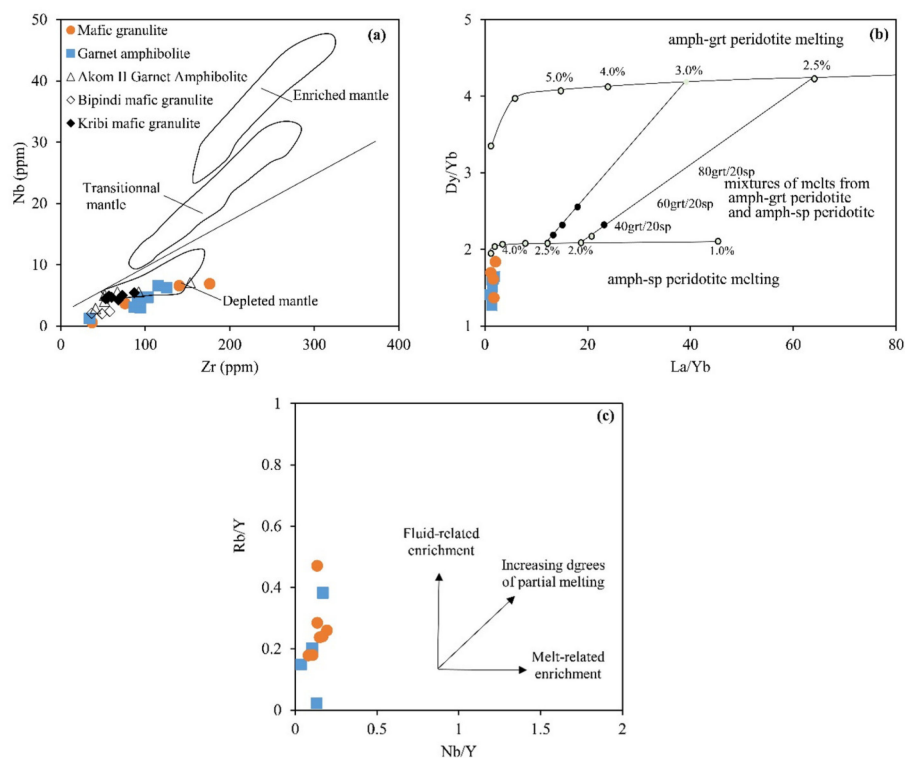 (a)
50
40
30
20
10
0
Nb (ppm)
Mafic granulite
Garnet amphibolite
Akom II Garnet Amphibolite
Bipindi mafic granulite
Kribi mafic granulite
Enriched mantle
Transitionnal
mantle
Depleted mantle
0 100 200 300 400
Zr (ppm)
(b)
amph-grt peridotite melting
5.0% 4.0% 3.0% 2.5%
5
4
3
2
1
Dy/Yb
80grt/20sp
mixtures of melts from
amph-grt peridotite
and amph-sp peridotite
60grt/20sp
40grt/20sp
4.0% 2.5% 2.0% 1.0%
amph-sp peridotite melting
0 20 40 60 80
La/Yb
(c)
1
0.8
0.6
0.4
0.2
0
Rb/Y
Fluid-related
enrichment
Increasing dgrees
of partial melting
Melt-related
enrichment
0 0.5 1 1.5 2
Nb/Y